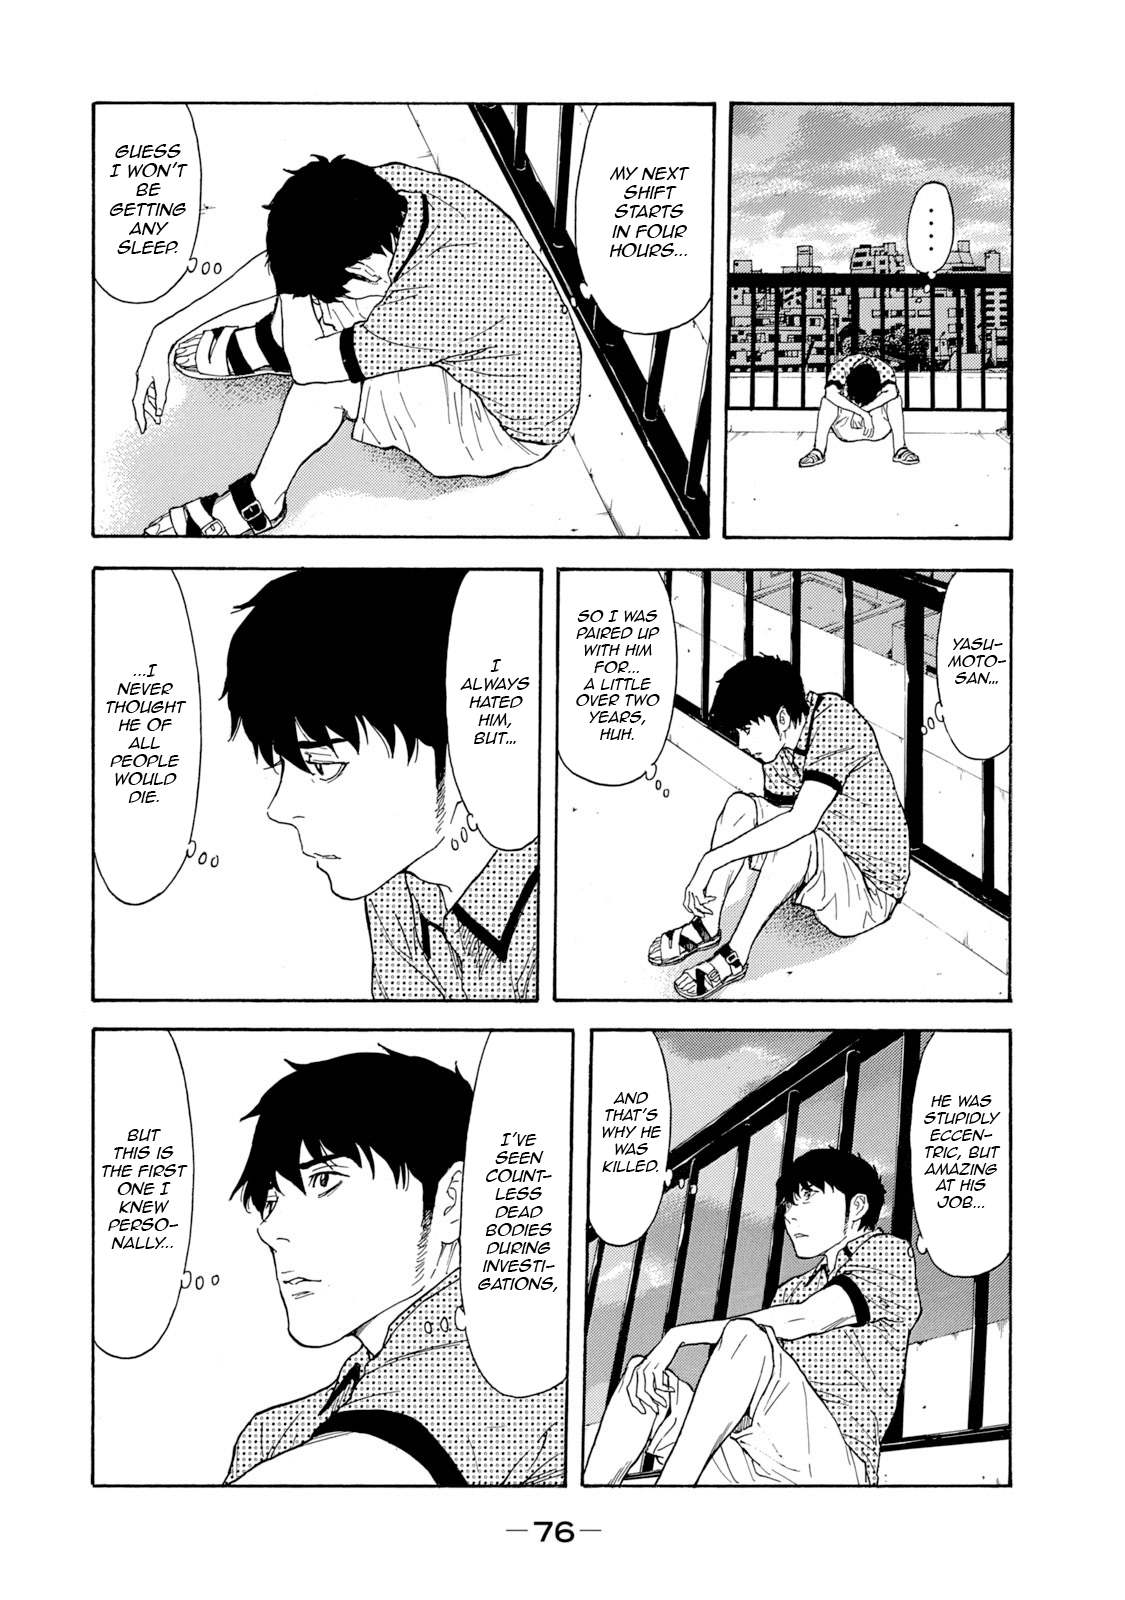 . . . . .
MY NEXT
SHIFT
STARTS
IN FOUR
HOURS...
GUESS
I WON'T
BE
GETTING
ANY
SLEEP.
YASU-
MOTO-
SAN...
SO I WAS
PAIRED UP
WITH HIM
FOR...
A LITTLE
OVER TWO
YEARS,
HUH.
I
ALWAYS
HATED
HIM,
BUT...
...I
NEVER
THOUGHT
HE OF
ALL
PEOPLE
WOULD
DIE.
HE WAS
STUPIDLY
ECCEN-
TRIC, BUT
AMAZING
AT HIS
JOB...
AND
THAT'S
WHY HE
WAS
KILLED.
I'VE
SEEN
COUNT-
LESS
DEAD
BODIES
DURING
INVESTI-
GATIONS,
BUT
THIS IS
THE FIRST
ONE I
KNEW
PERSO-
NALLY...
—76—